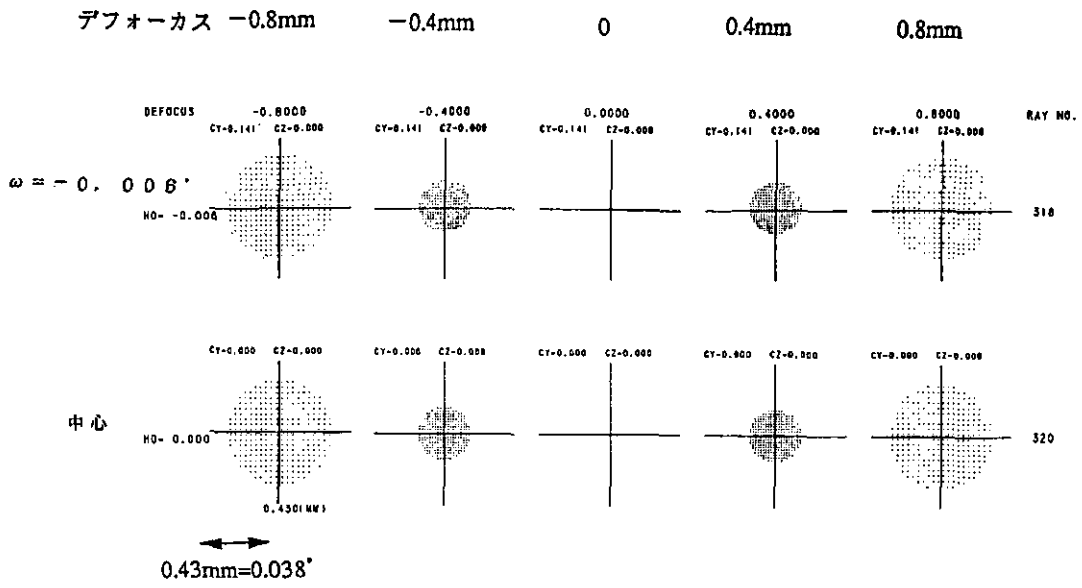 デフォーカス -0.8mm -0.4mm 0 0.4mm 0.8mm
DEFOCUS -0.8000 -0.4000 0.0000 0.4000 0.8000 RAY NO.
CY-0.141 CZ-0.000 CY-0.141 CZ-0.000 CY-0.141 CZ-0.000 CY-0.141 CZ-0.000 CY-0.141 CZ-0.000
ω=-0.006°
HO- -0.006 318
CY-0.000 CZ-0.000 CY-0.000 CZ-0.000 CY-0.000 CZ-0.000 CY-0.000 CZ-0.000 CY-0.000 CZ-0.000
中心
HO- 0.000 320
0.430(MM)
0.43mm=0.038°